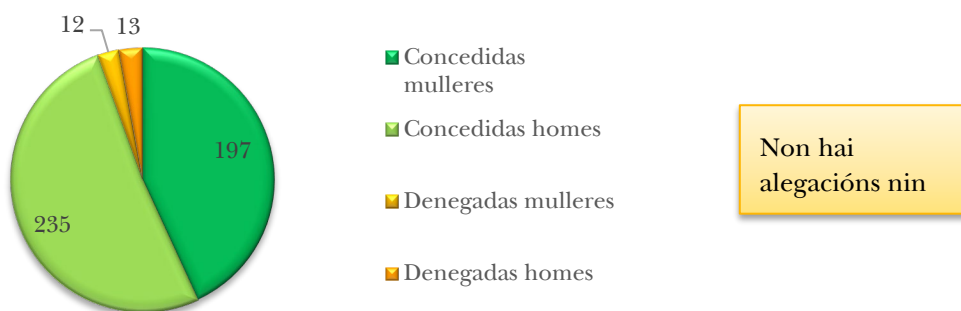 12
13
197
235
Concedidas
mulleres
Concedidas homes
Denegadas mulleres
Denegadas homes
Non hai
alegacións nin